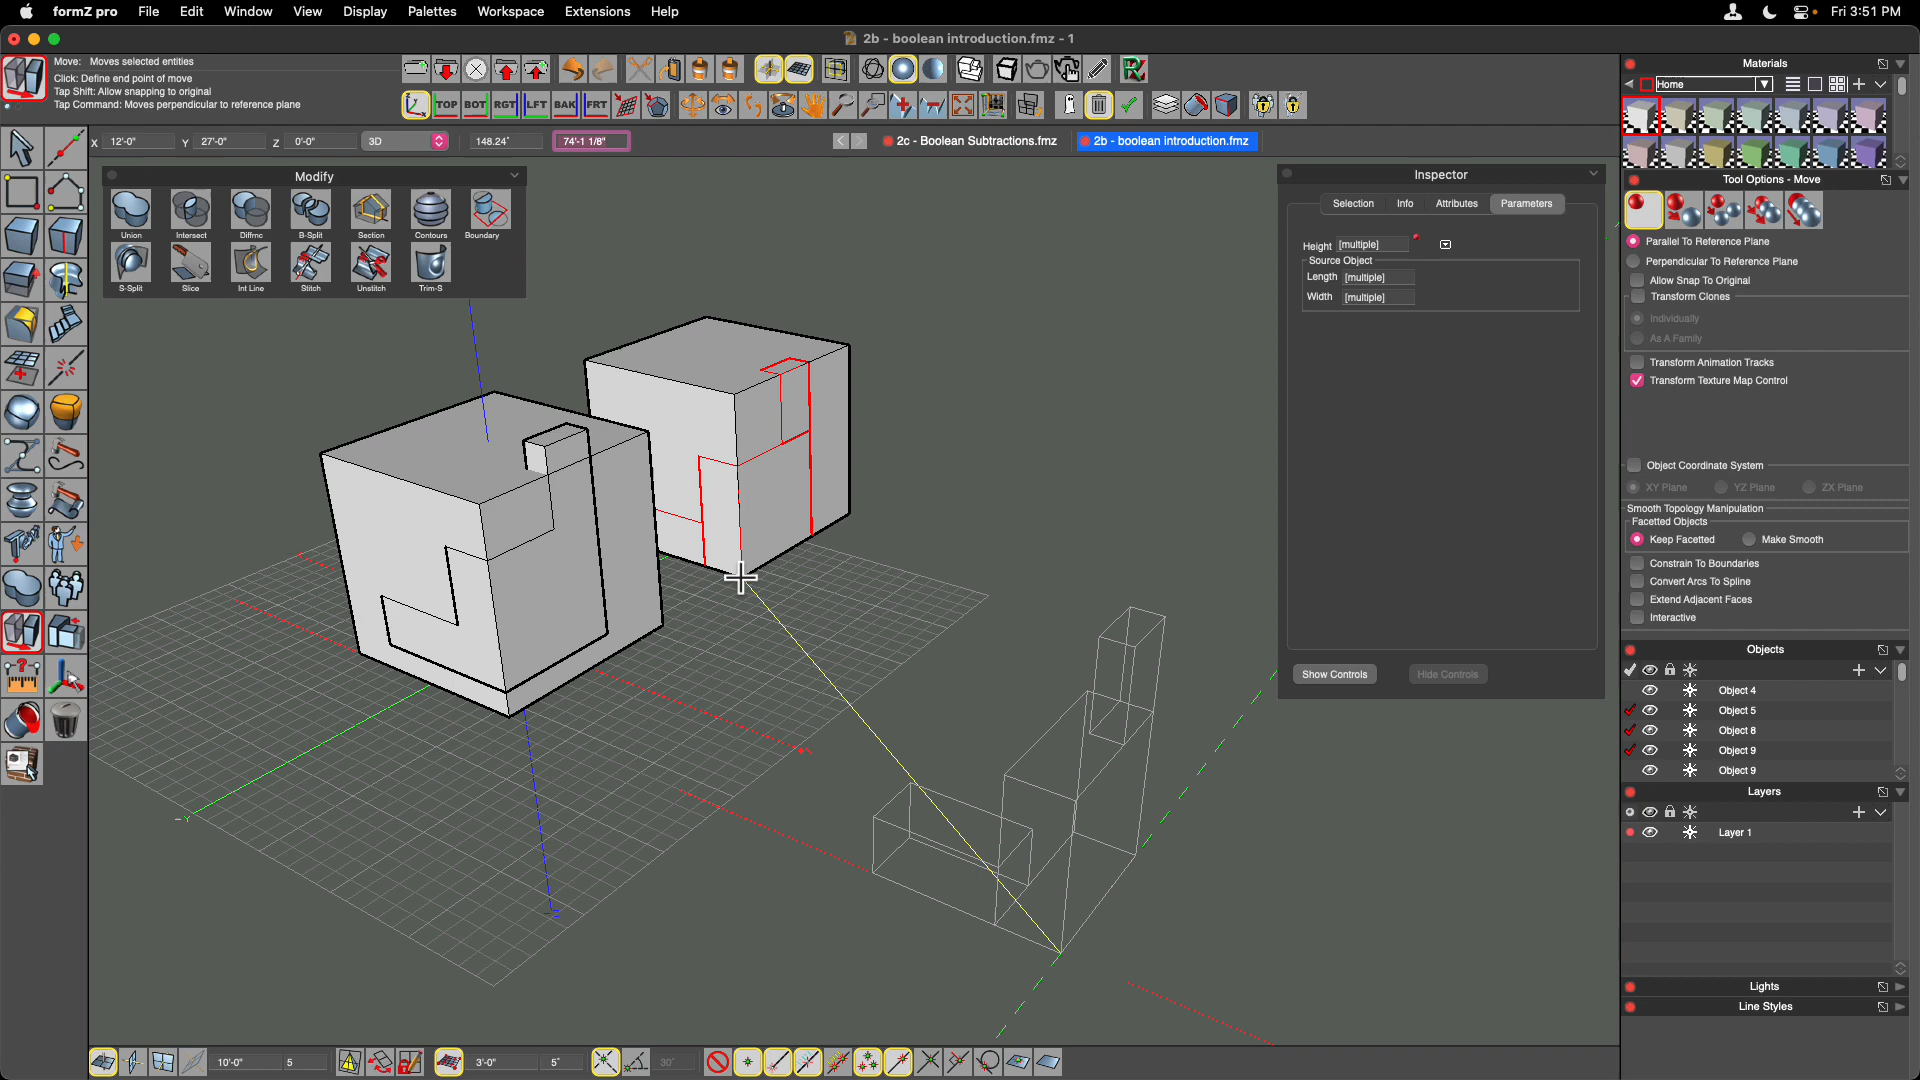 formZ pro File Edit Window View Display Palettes Workspace Extensions Help Fri 3:51 PM
2b - boolean introduction.fmz - 1
Move: Moves selected entities
Click: Define end point of move
Tap Shift: Allow snapping to original
Tap Command: Moves perpendicular to reference plane
TOP BOT RGT LFT BAK FRT
X 12'-0" Y 27'-0" Z 0'-0" 3D 148.24° 74'-1 1/8"
2c - Boolean Subtractions.fmz 2b - boolean introduction.fmz
Modify
Union Intersect Diffrnc B-Split Section Contours Boundary
S-Split Slice Int Line Stitch Unstitch Trim-S
Inspector
Selection Info Attributes Parameters
Height [multiple]
Source Object
Length [multiple]
Width [multiple]
Show Controls Hide Controls
Materials
Home
Tool Options - Move
Parallel To Reference Plane
Perpendicular To Reference Plane
Allow Snap To Original
Transform Clones
Individually
As A Family
Transform Animation Tracks
Transform Texture Map Control
Object Coordinate System
XY Plane YZ Plane ZX Plane
Smooth Topology Manipulation
Facetted Objects
Keep Facetted Make Smooth
Constrain To Boundaries
Convert Arcs To Spline
Extend Adjacent Faces
Interactive
Objects
Object 4
Object 5
Object 8
Object 9
Object 9
Layers
Layer 1
Lights
Line Styles
-Y
10'-0" 5 3'-0" 5" 30°